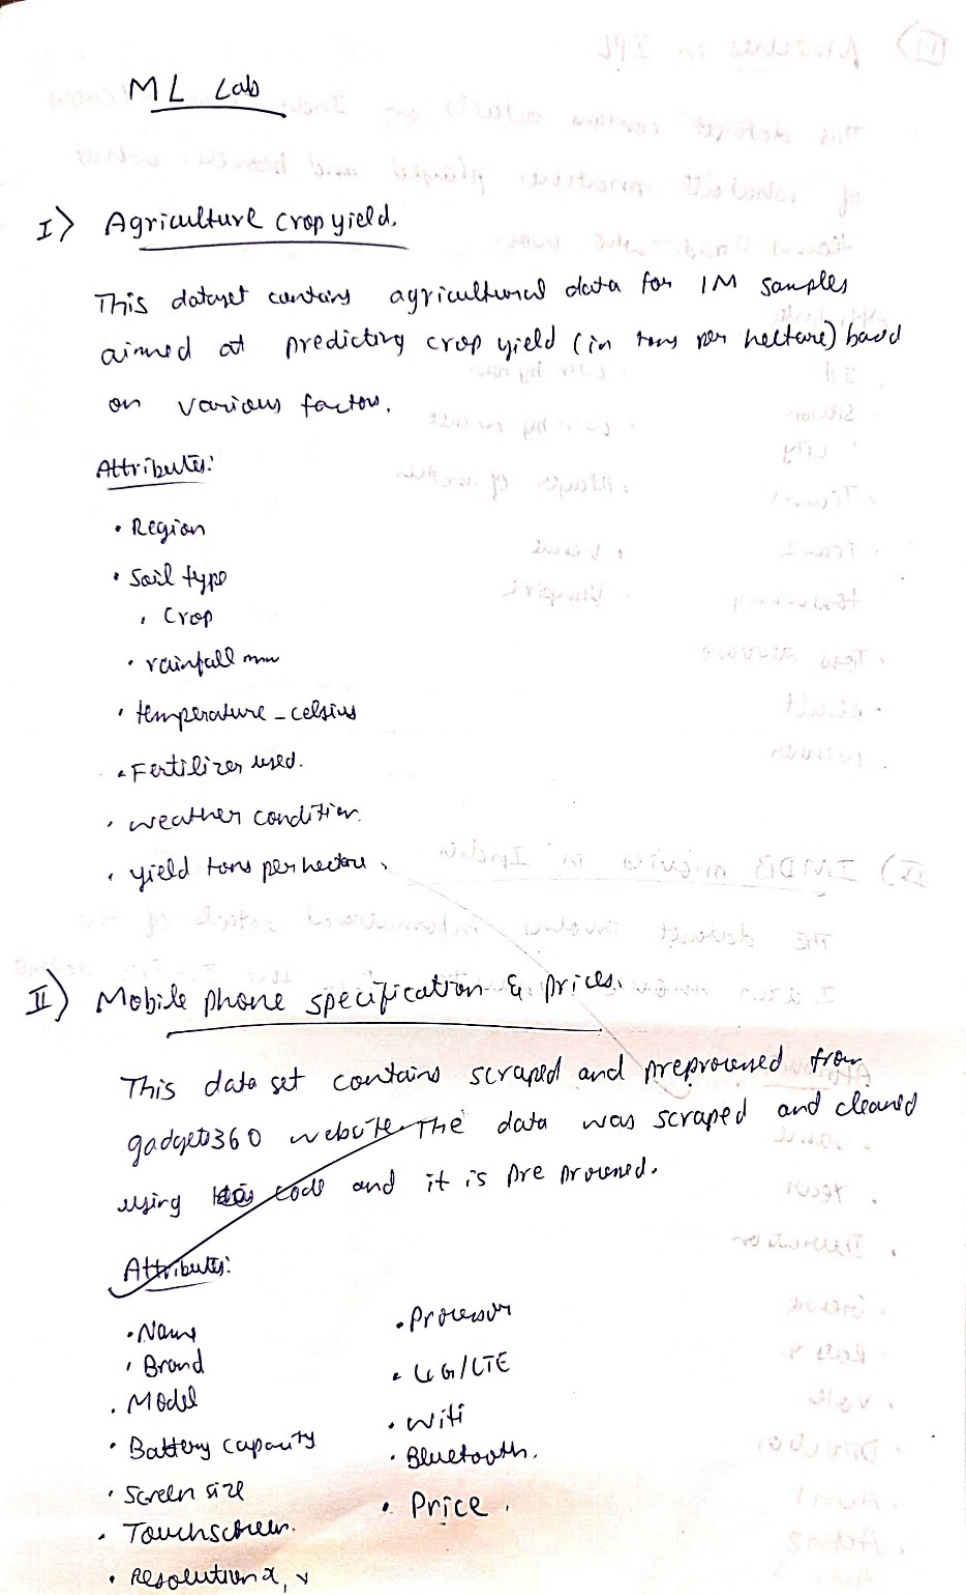 ML Lab
I) Agriculture crop yield.
This dataset contains agricultural data for 1M samples
aimed at predicting crop yield (in tons per hectare) based
on various factors.
Attributes:
• Region
• Soil type
• Crop
• rainfall mm
• temperature_celsius
• Fertilizer used.
• weather condition.
• yield tons per hectare.
II) Mobile phone specification & prices.
This data set contains scraped and preprocessed from
gadgets360 website. The data was scraped and cleaned
using code and it is pre processed.
Attributes:
• Name
• Brand
• Model
• Battery capacity
• Screen size
• Touchscreen.
• Resolution x, y
• Processor
• 4G/LTE
• Wifi
• Bluetooth.
• Price.